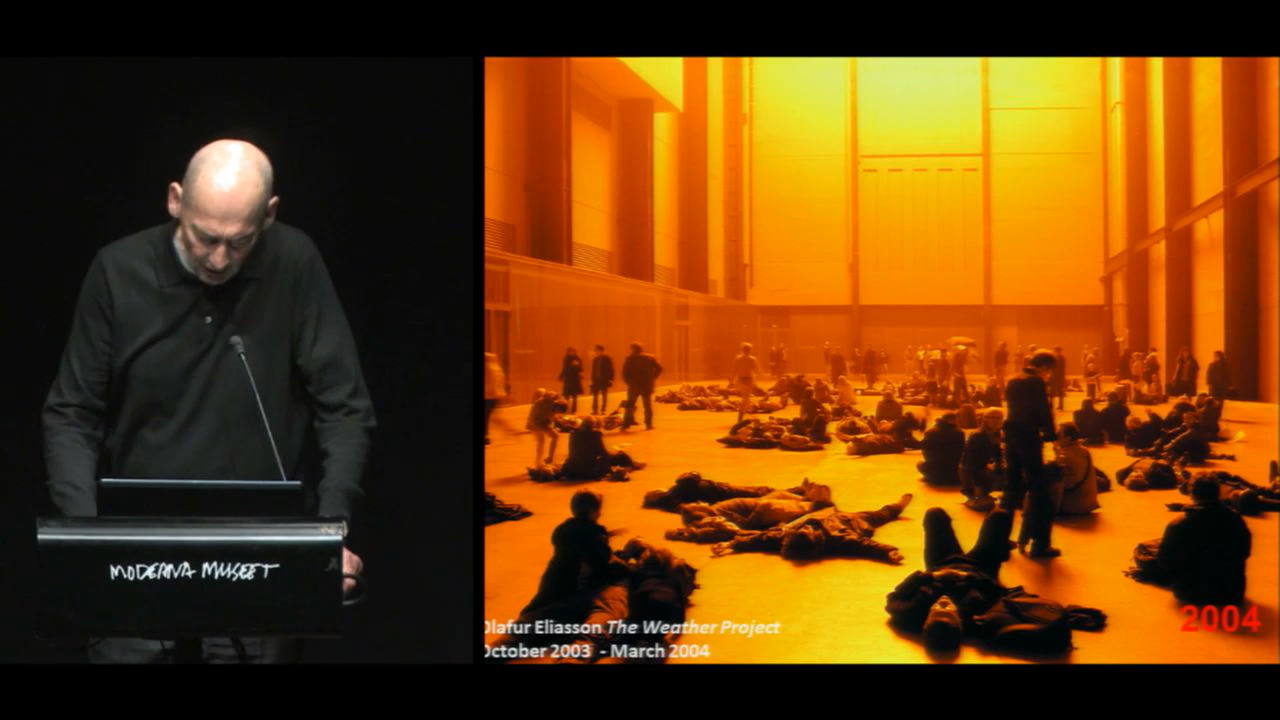 MODERNA MUSEET
Olafur Eliasson The Weather Project
October 2003 - March 2004
2004